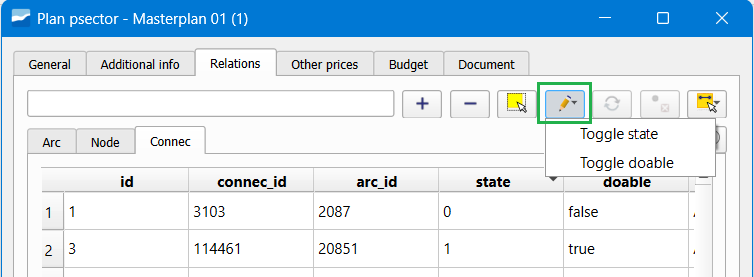 Plan psector - Masterplan 01 (1)
General Additional info Relations Other prices Budget Document
Toggle state
Toggle doable
Arc Node Connec
id connec_id arc_id state doable
1 1 3103 2087 0 false
2 3 114461 20851 1 true